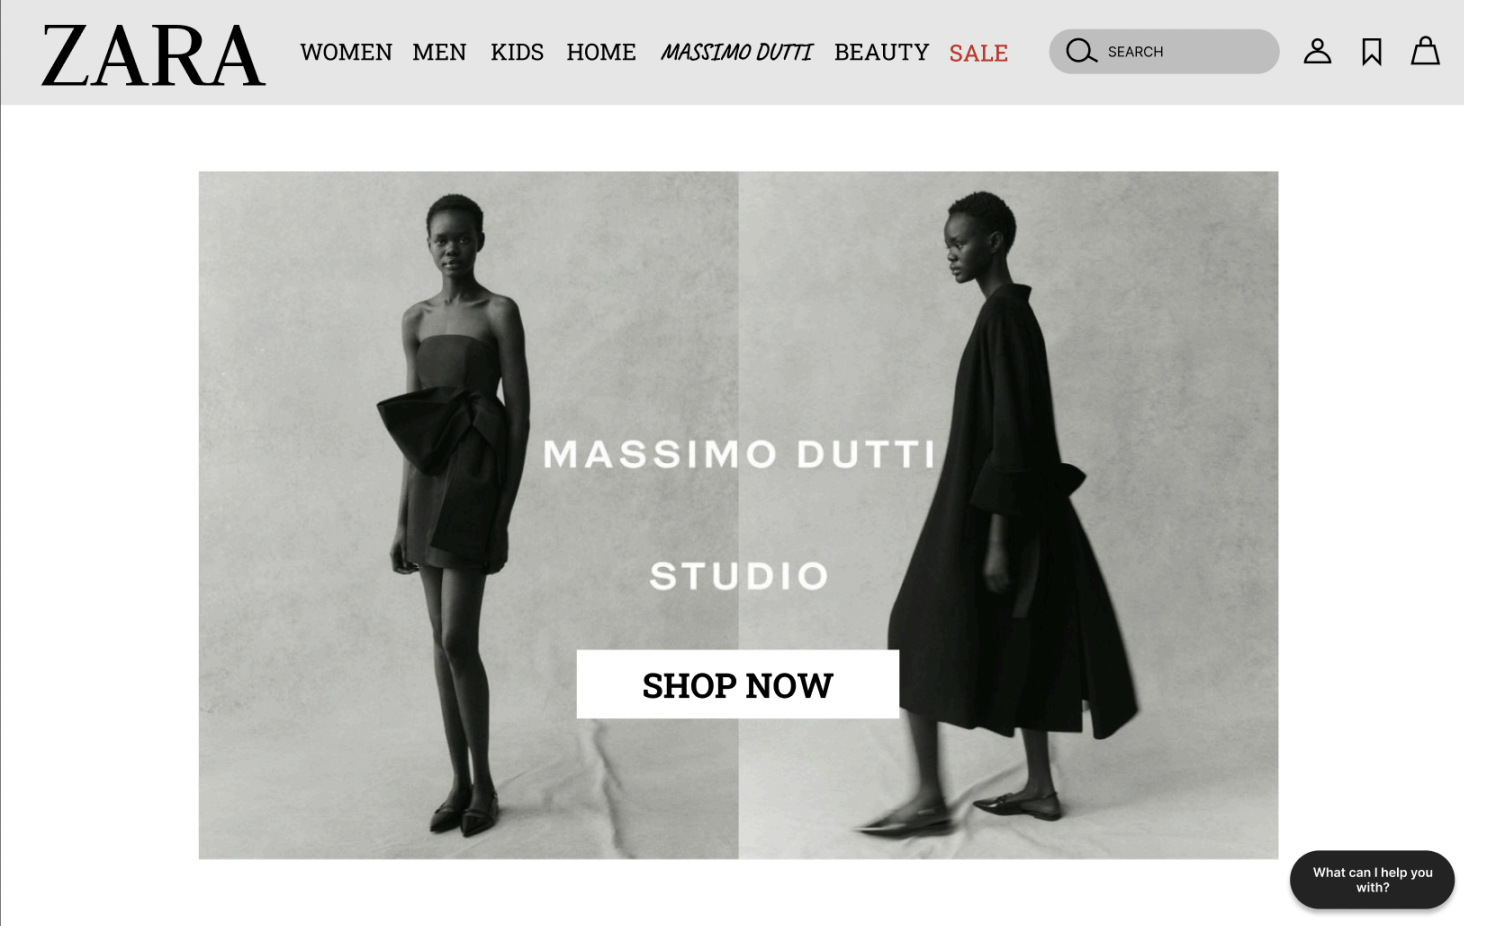 ZARA
WOMEN MEN KIDS HOME MASSIMO DUTTI BEAUTY SALE SEARCH
MASSIMO DUTTI
STUDIO
SHOP NOW
What can I help you
with?